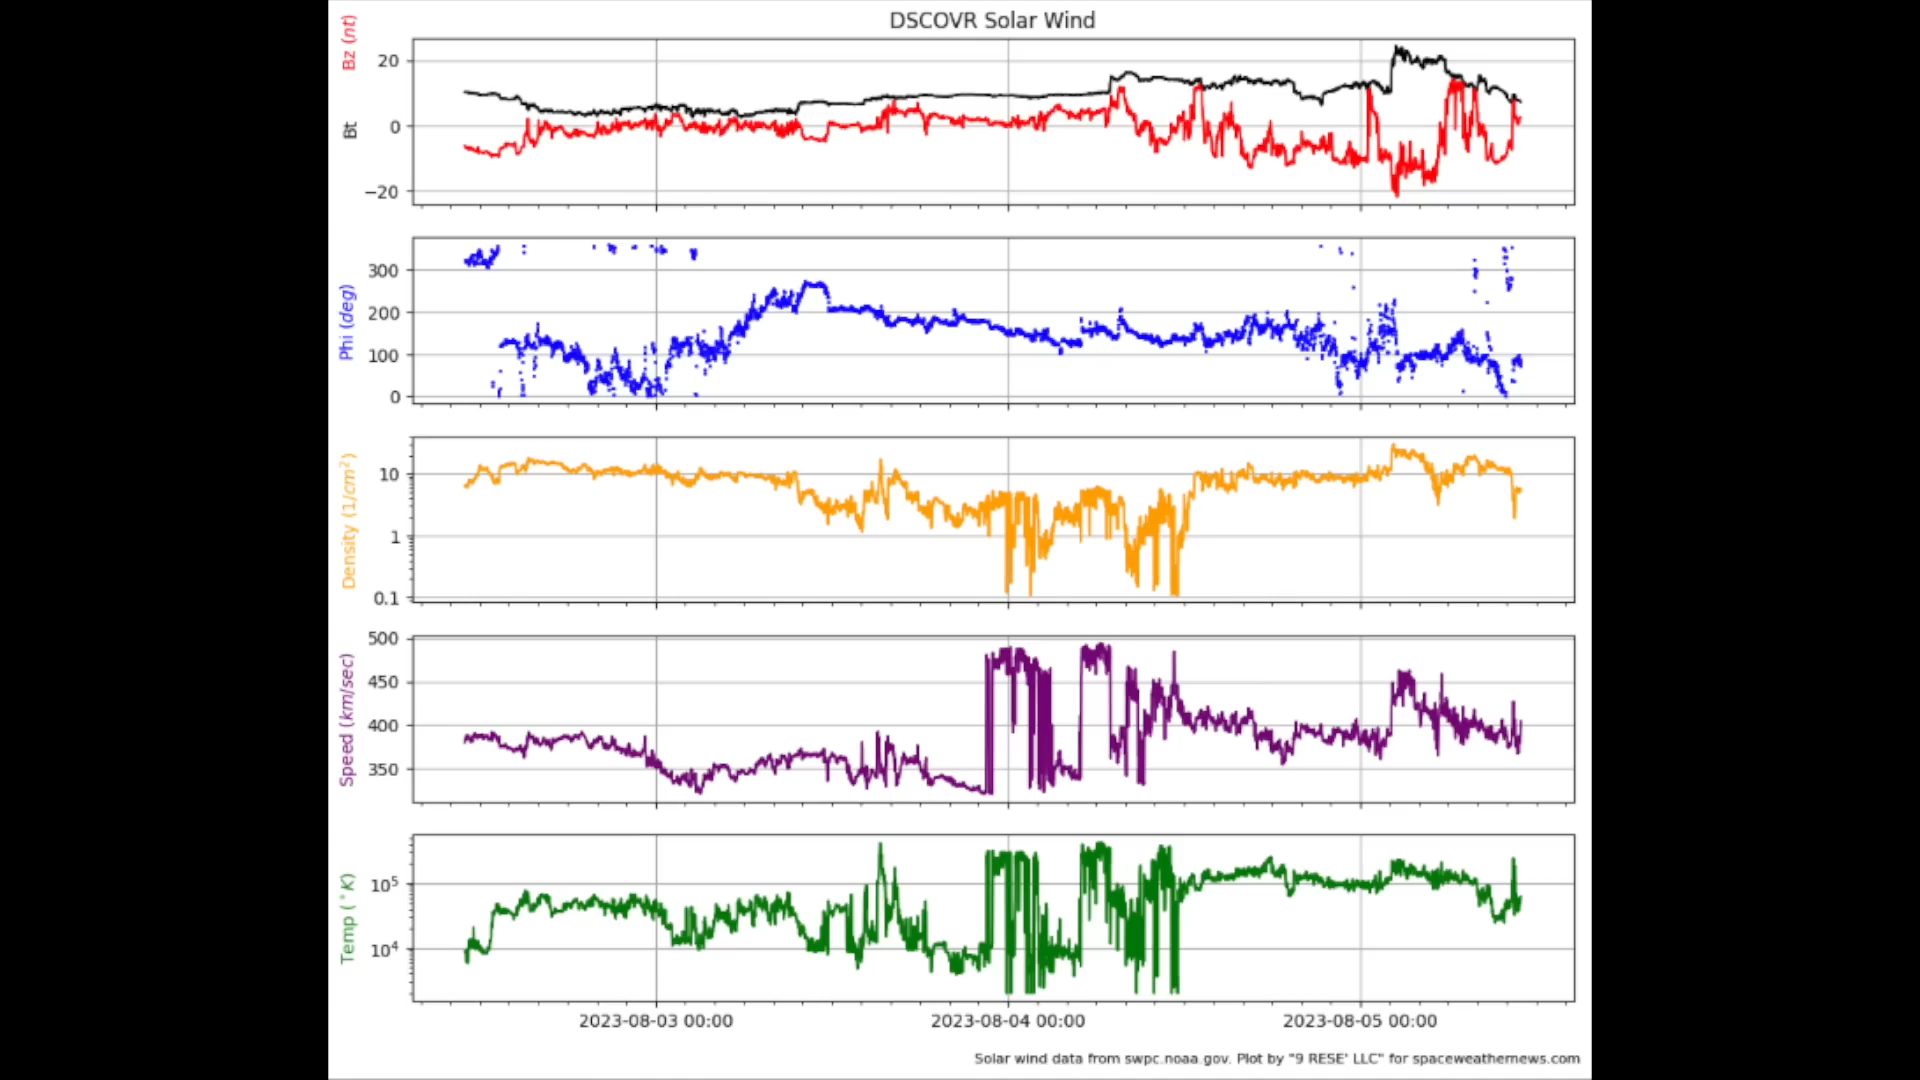 DSCOVR Solar Wind
Bz (nt)
Bt
20
0
−20
Phi (deg)
300
200
100
0
Density (1/cm²)
10
1
0.1
Speed (km/sec)
500
450
400
350
Temp (°K)
10⁵
10⁴
2023-08-03 00:00
2023-08-04 00:00
2023-08-05 00:00
Solar wind data from swpc.noaa.gov. Plot by "9 RESE' LLC" for spaceweathernews.com